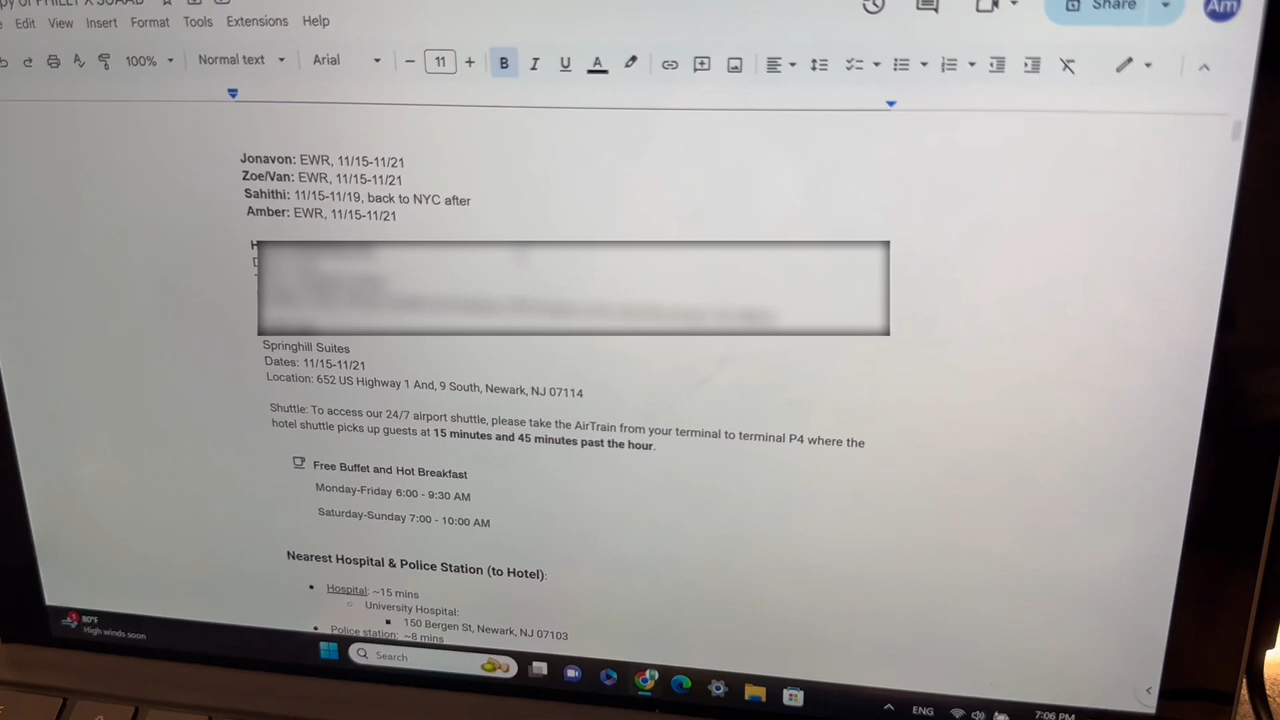 Edit View Insert Format Tools Extensions Help
Share
Am
100% Normal text Arial 11 B I U A
Jonavon: EWR, 11/15-11/21
Zoe/Van: EWR, 11/15-11/21
Sahithi: 11/15-11/19, back to NYC after
Amber: EWR, 11/15-11/21
Springhill Suites
Dates: 11/15-11/21
Location: 652 US Highway 1 And, 9 South, Newark, NJ 07114
Shuttle: To access our 24/7 airport shuttle, please take the AirTrain from your terminal to terminal P4 where the
hotel shuttle picks up guests at 15 minutes and 45 minutes past the hour.
Free Buffet and Hot Breakfast
Monday-Friday 6:00 - 9:30 AM
Saturday-Sunday 7:00 - 10:00 AM
Nearest Hospital & Police Station (to Hotel):
Hospital: ~15 mins
University Hospital:
150 Bergen St, Newark, NJ 07103
Police station: ~8 mins
80°F
High winds soon
Search
ENG
7:06 PM